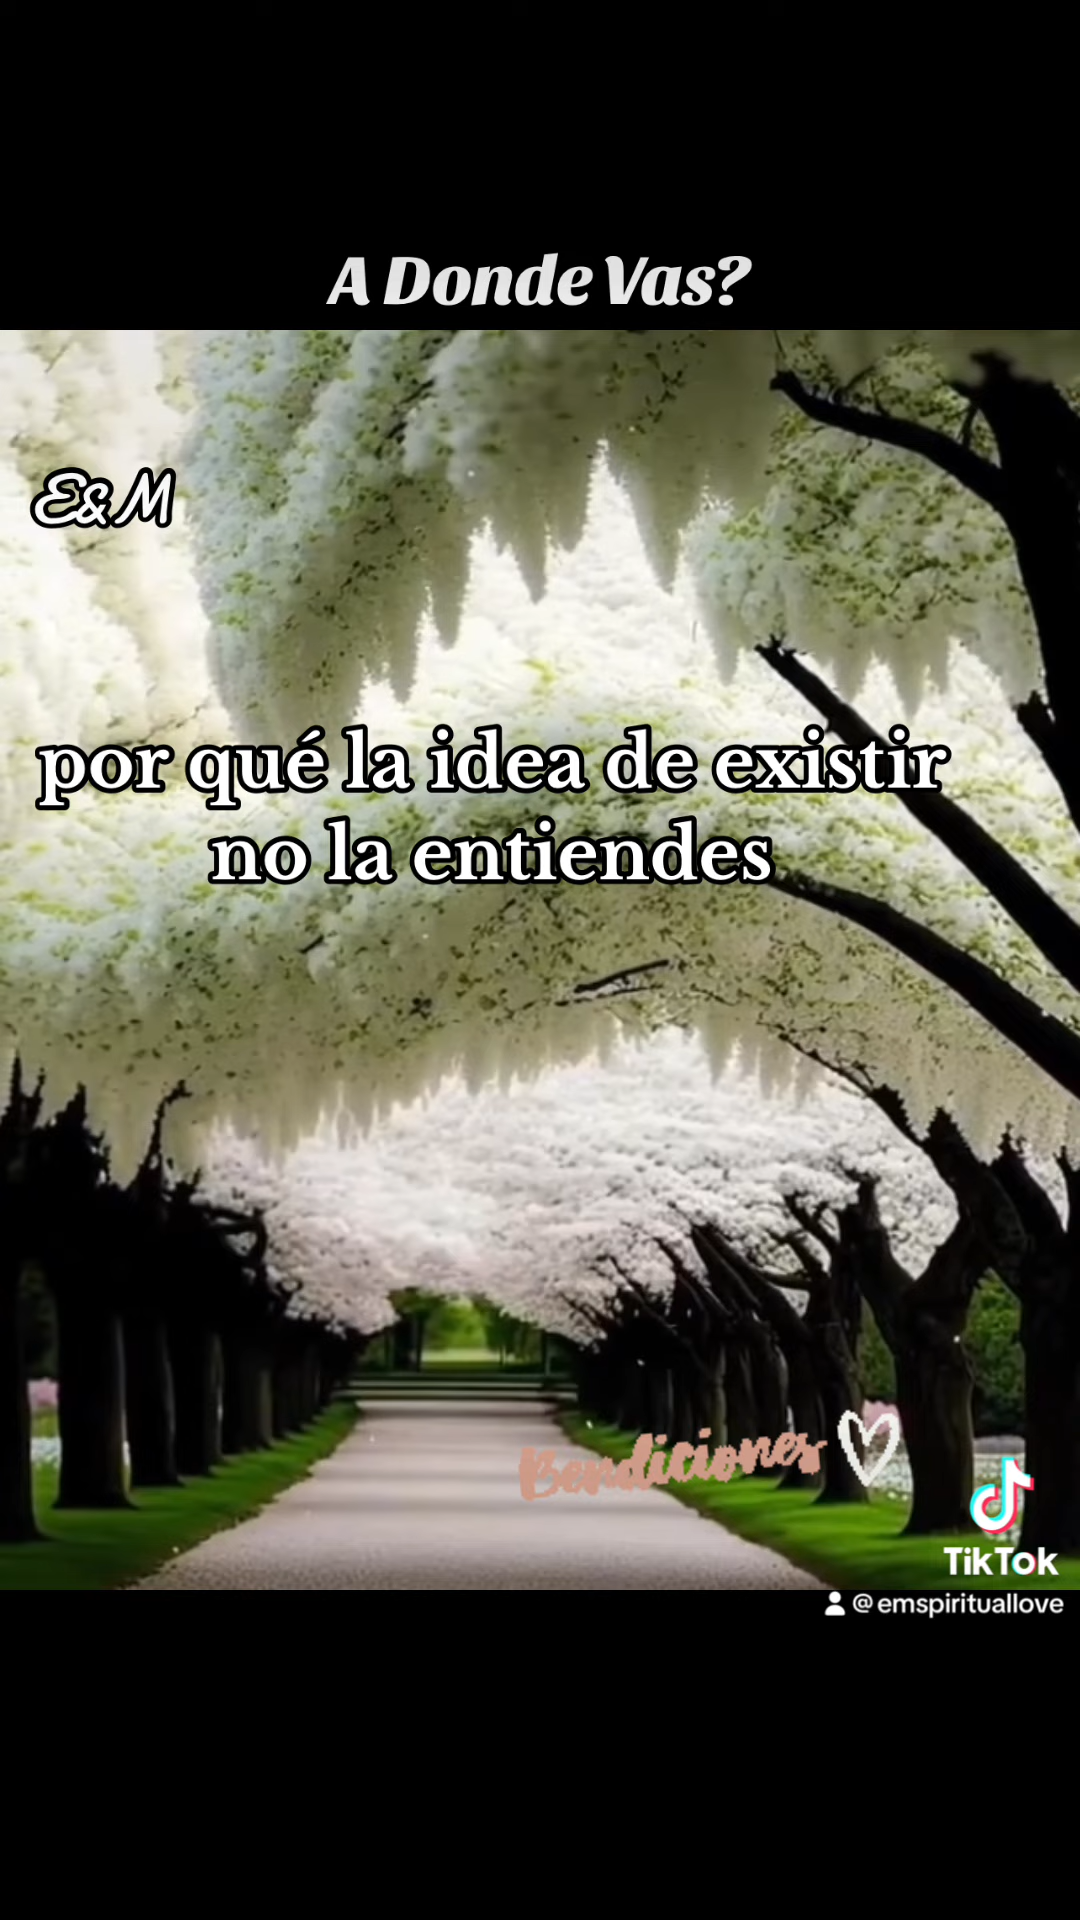 A Donde Vas?
E&M
por qué la idea de existir
no la entiendes
Bendiciones
TikTok
@emspirituallove